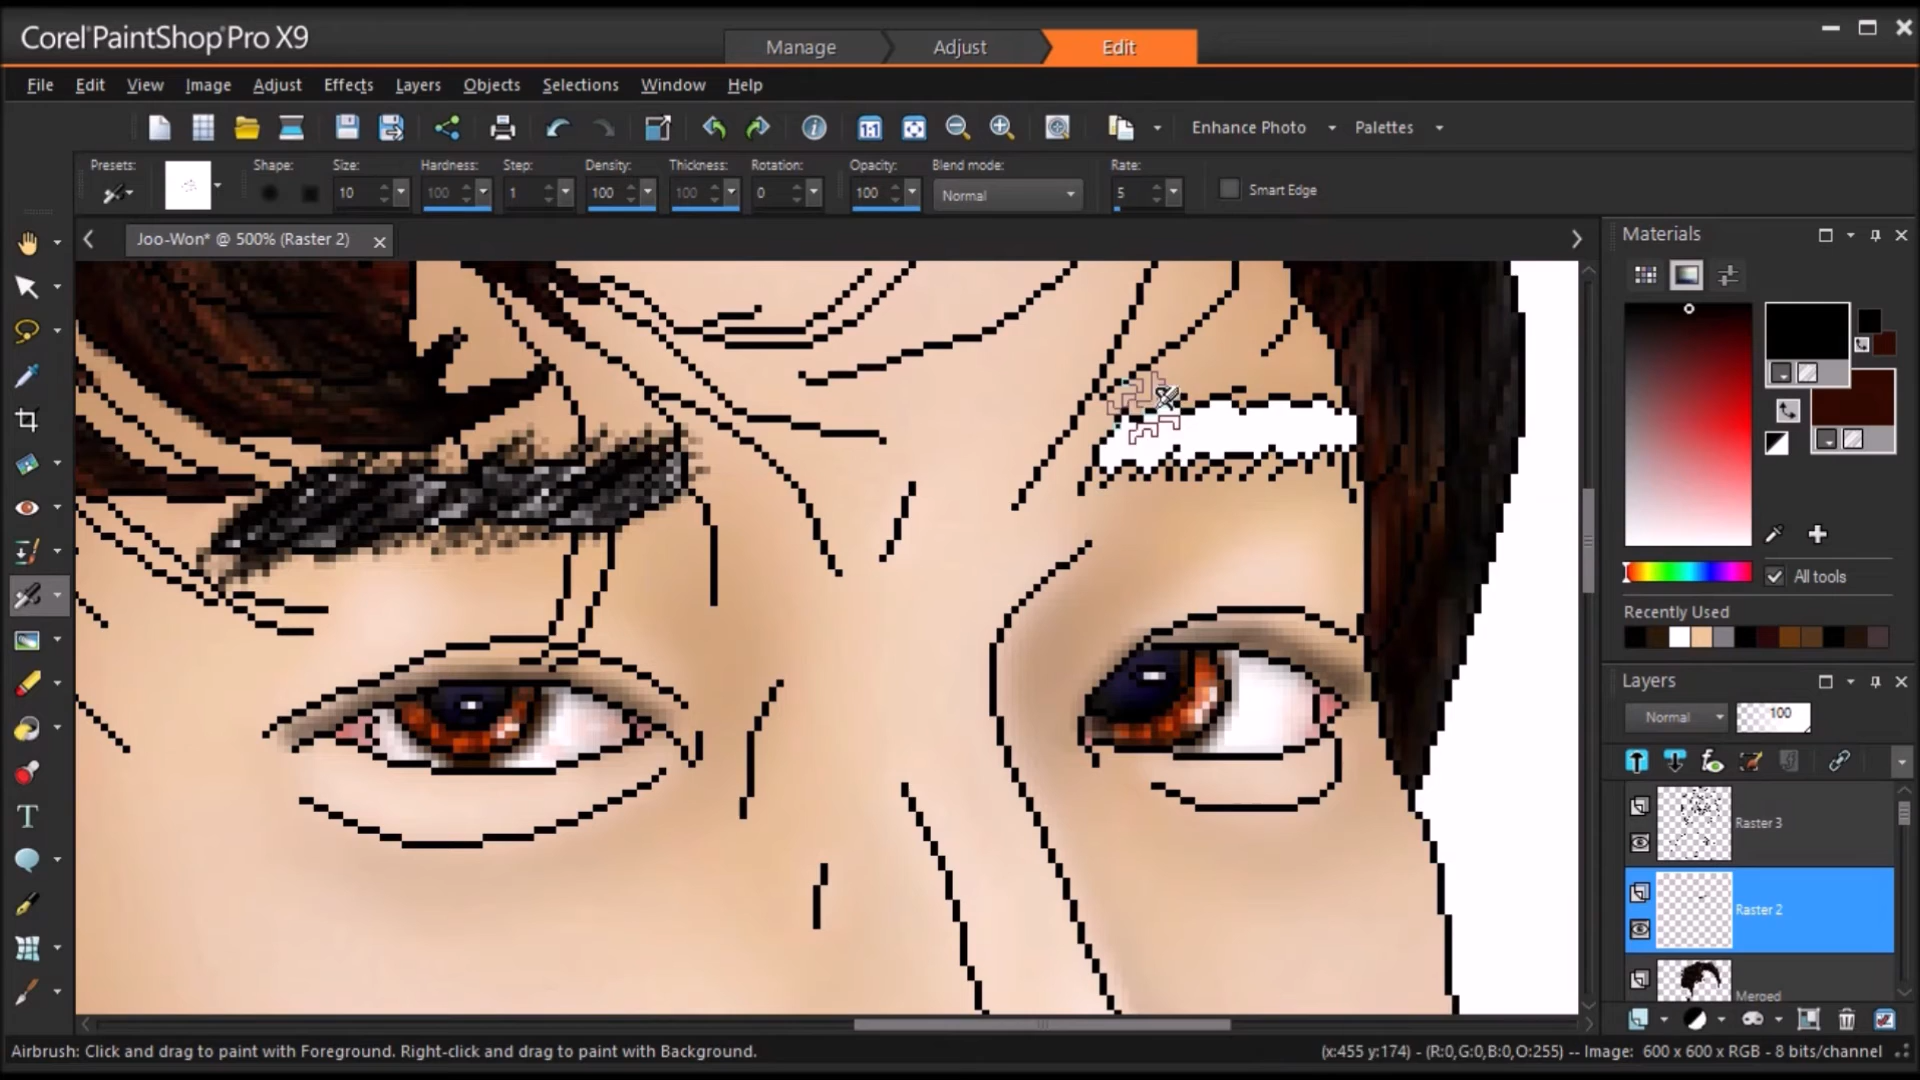 Corel PaintShop Pro X9
Manage Adjust Edit
File Edit View Image Adjust Effects Layers Objects Selections Window Help
1:1 Enhance Photo Palettes
Presets: Shape: Size: Hardness: Step: Density: Thickness: Rotation: Opacity: Blend mode: Rate:
10 100 1 100 100 0 100 Normal 5 Smart Edge
Joo-Won* @ 500% (Raster 2)
Materials
All tools
Recently Used
Layers
Normal 100
Raster 3
Raster 2
Merged
Airbrush: Click and drag to paint with Foreground. Right-click and drag to paint with Background.
(x:455 y:174) - (R:0,G:0,B:0,O:255) -- Image: 600 x 600 x RGB - 8 bits/channel